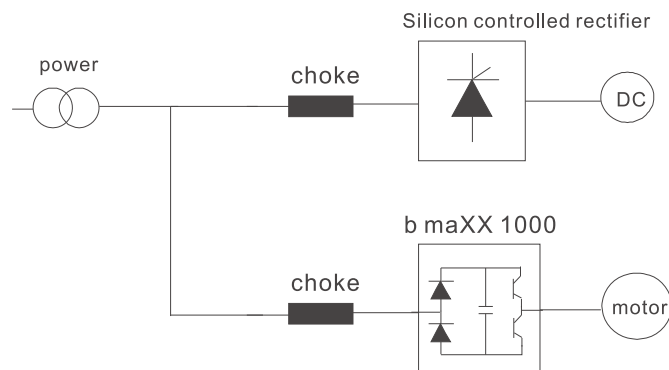 Silicon controlled rectifier
power
choke
DC
b maXX 1000
choke
motor